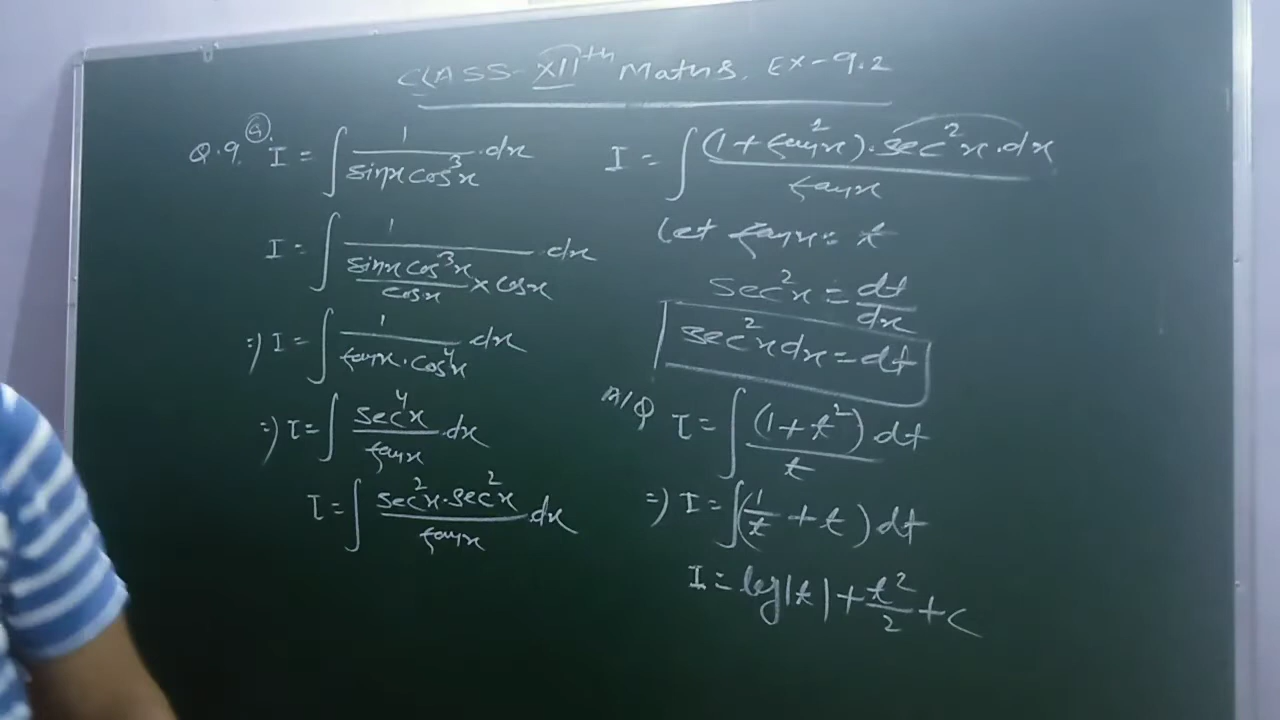 CLASS-XIIth Maths. EX-9.2
Q.9. (a) I = ∫ 1/(sinx cos³x) .dx
I = ∫ 1/((sinx cos³x)/(cosx) × cosx) dx
⇒) I = ∫ 1/(tanx.cos⁴x) dx
⇒) I = ∫ sec⁴x/tanx .dx
I = ∫ (sec²x.sec²x)/tanx .dx
I = ∫ ((1+tan²x).sec²x.dx)/tanx
Let tanx = t
sec²x = dt/dx
sec²x dx = dt
A/Q I = ∫ (1+t²)/t dt
⇒) I = ∫(1/t + t) dt
I = log|t| + t²/2 + c